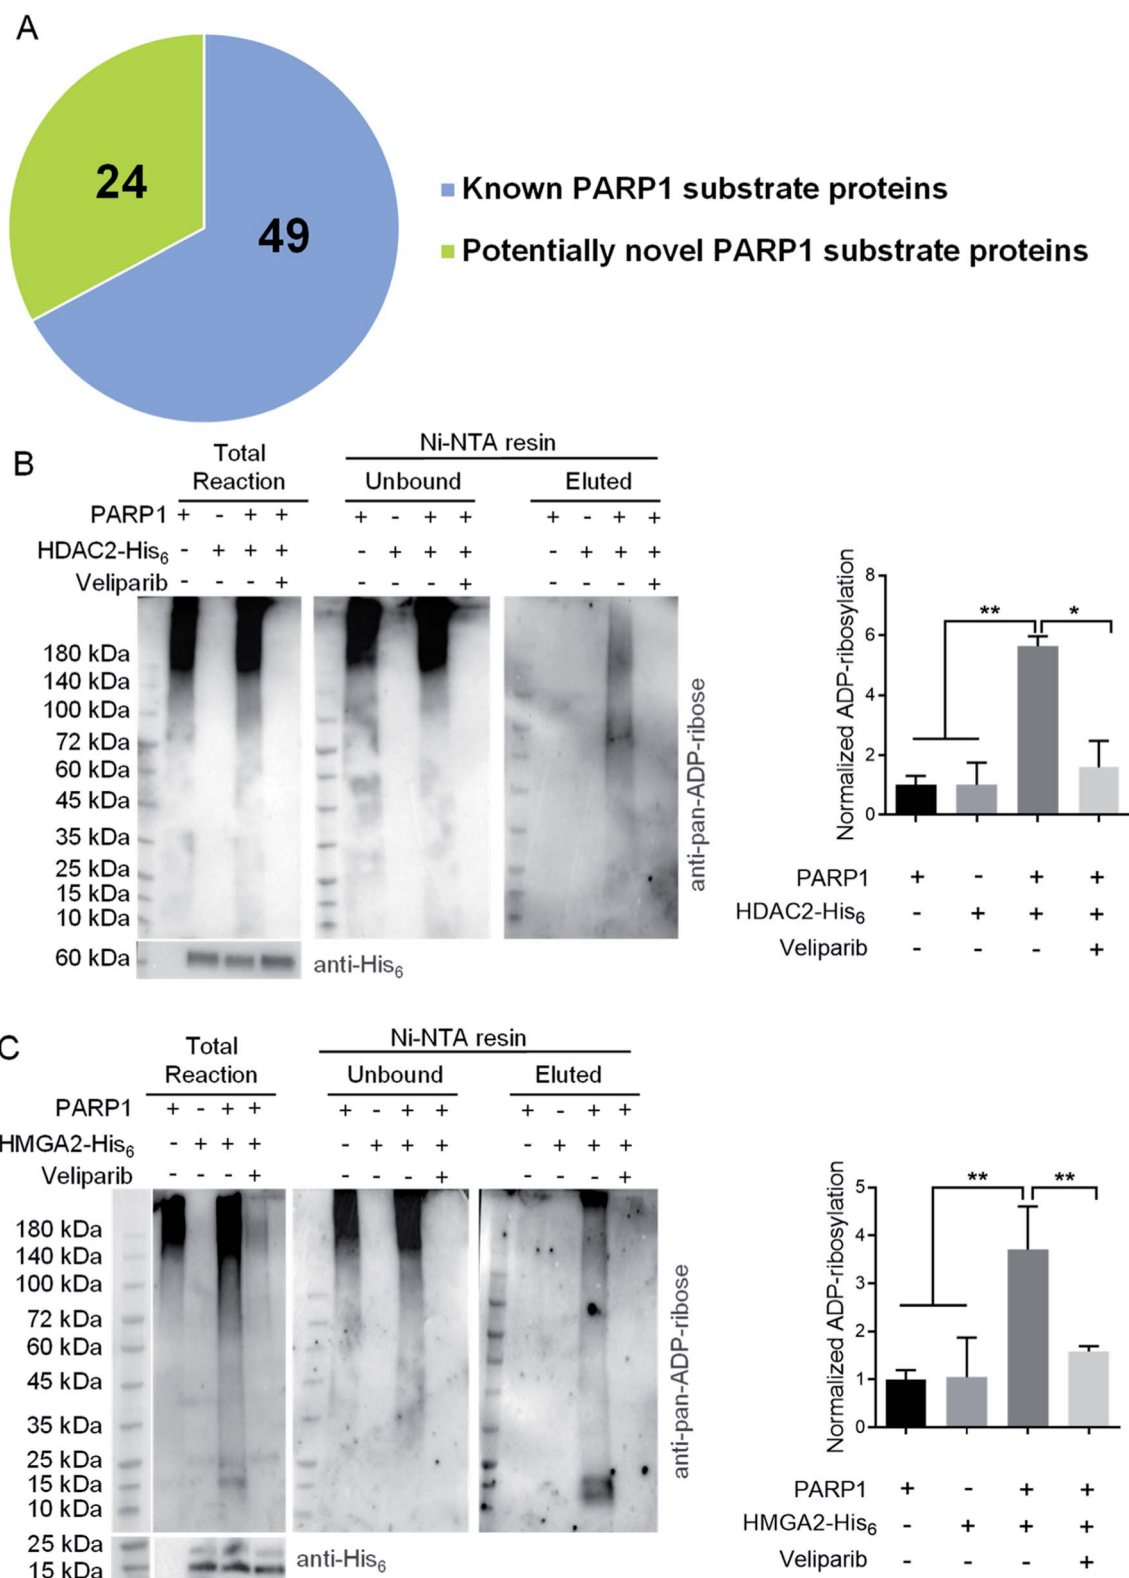 A
24
49
Known PARP1 substrate proteins
Potentially novel PARP1 substrate proteins
B
Total
Reaction
Ni-NTA resin
Unbound
Eluted
PARP1 + - + + + - + + + - + +
HDAC2-His6 - + + + - + + + - + + +
Veliparib - - - + - - - + - - - +
180 kDa
140 kDa
100 kDa
72 kDa
60 kDa
45 kDa
35 kDa
25 kDa
15 kDa
10 kDa
60 kDa
anti-His6
anti-pan-ADP-ribose
Normalized ADP-ribosylation
8
6
4
2
0
** *
PARP1 + - + +
HDAC2-His6 - + + +
Veliparib - - - +
C
Total
Reaction
Ni-NTA resin
Unbound
Eluted
PARP1 + - + + + - + + + - + +
HMGA2-His6 - + + + - + + + - + + +
Veliparib - - - + - - - + - - - +
180 kDa
140 kDa
100 kDa
72 kDa
60 kDa
45 kDa
35 kDa
25 kDa
15 kDa
10 kDa
25 kDa
15 kDa
anti-His6
anti-pan-ADP-ribose
Normalized ADP-ribosylation
5
4
3
2
1
0
** **
PARP1 + - + +
HMGA2-His6 - + + +
Veliparib - - - +